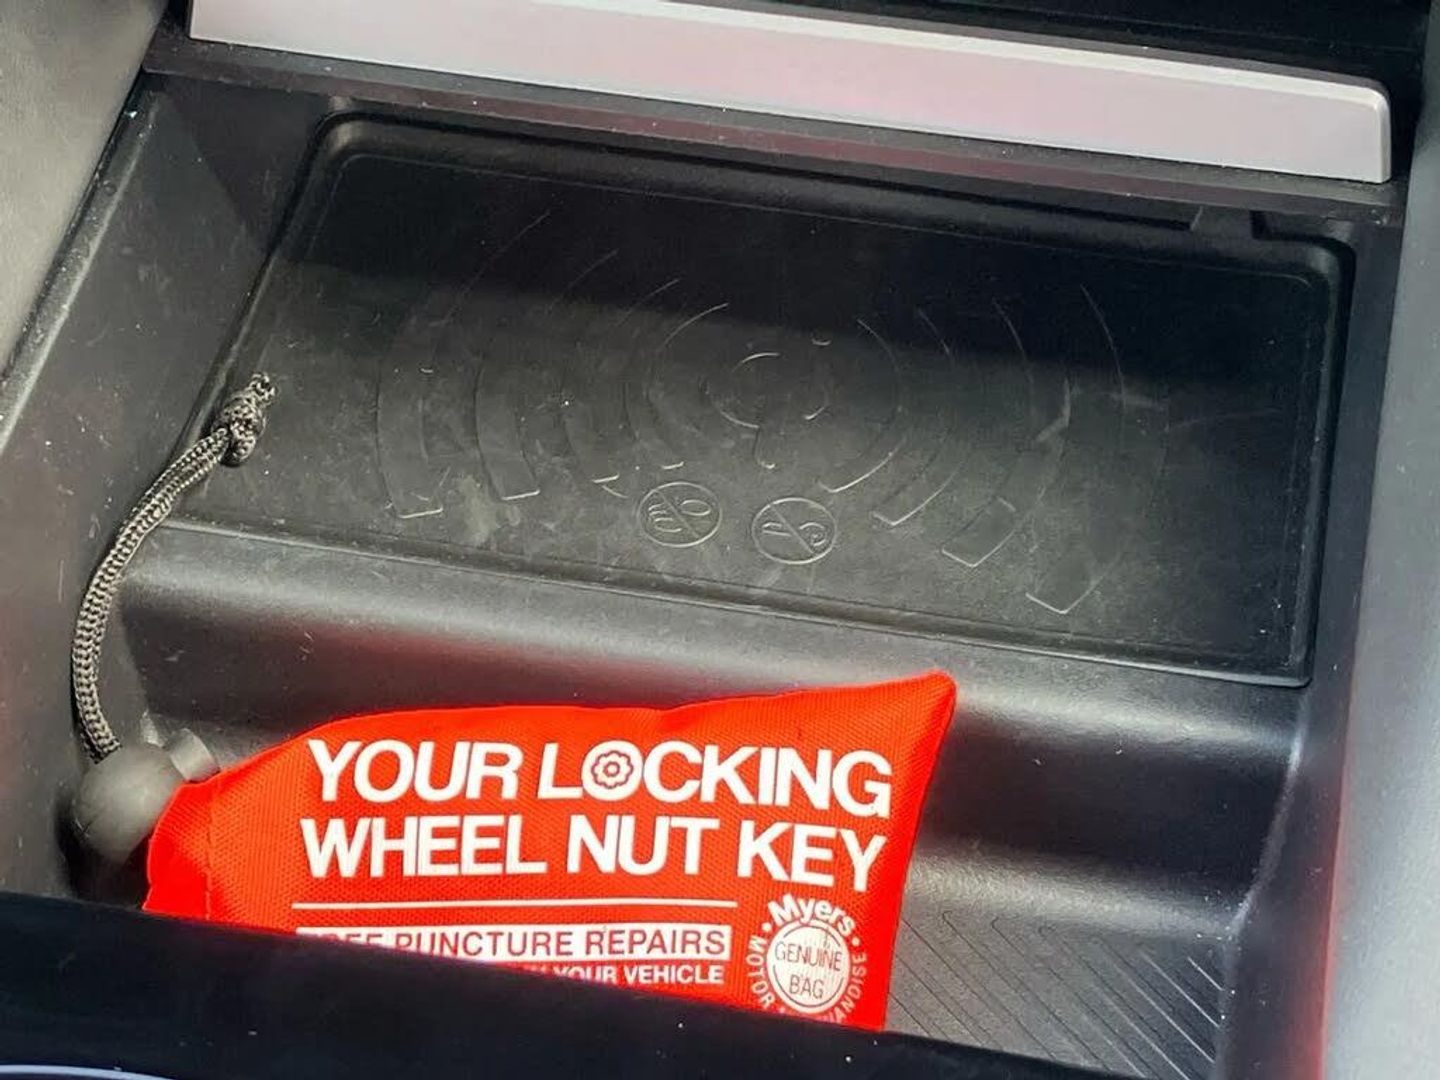 YOUR LOCKING
WHEEL NUT KEY
PUNCTURE REPAIRS
YOUR VEHICLE
Myers
GENUINE
BAG
MOTOR